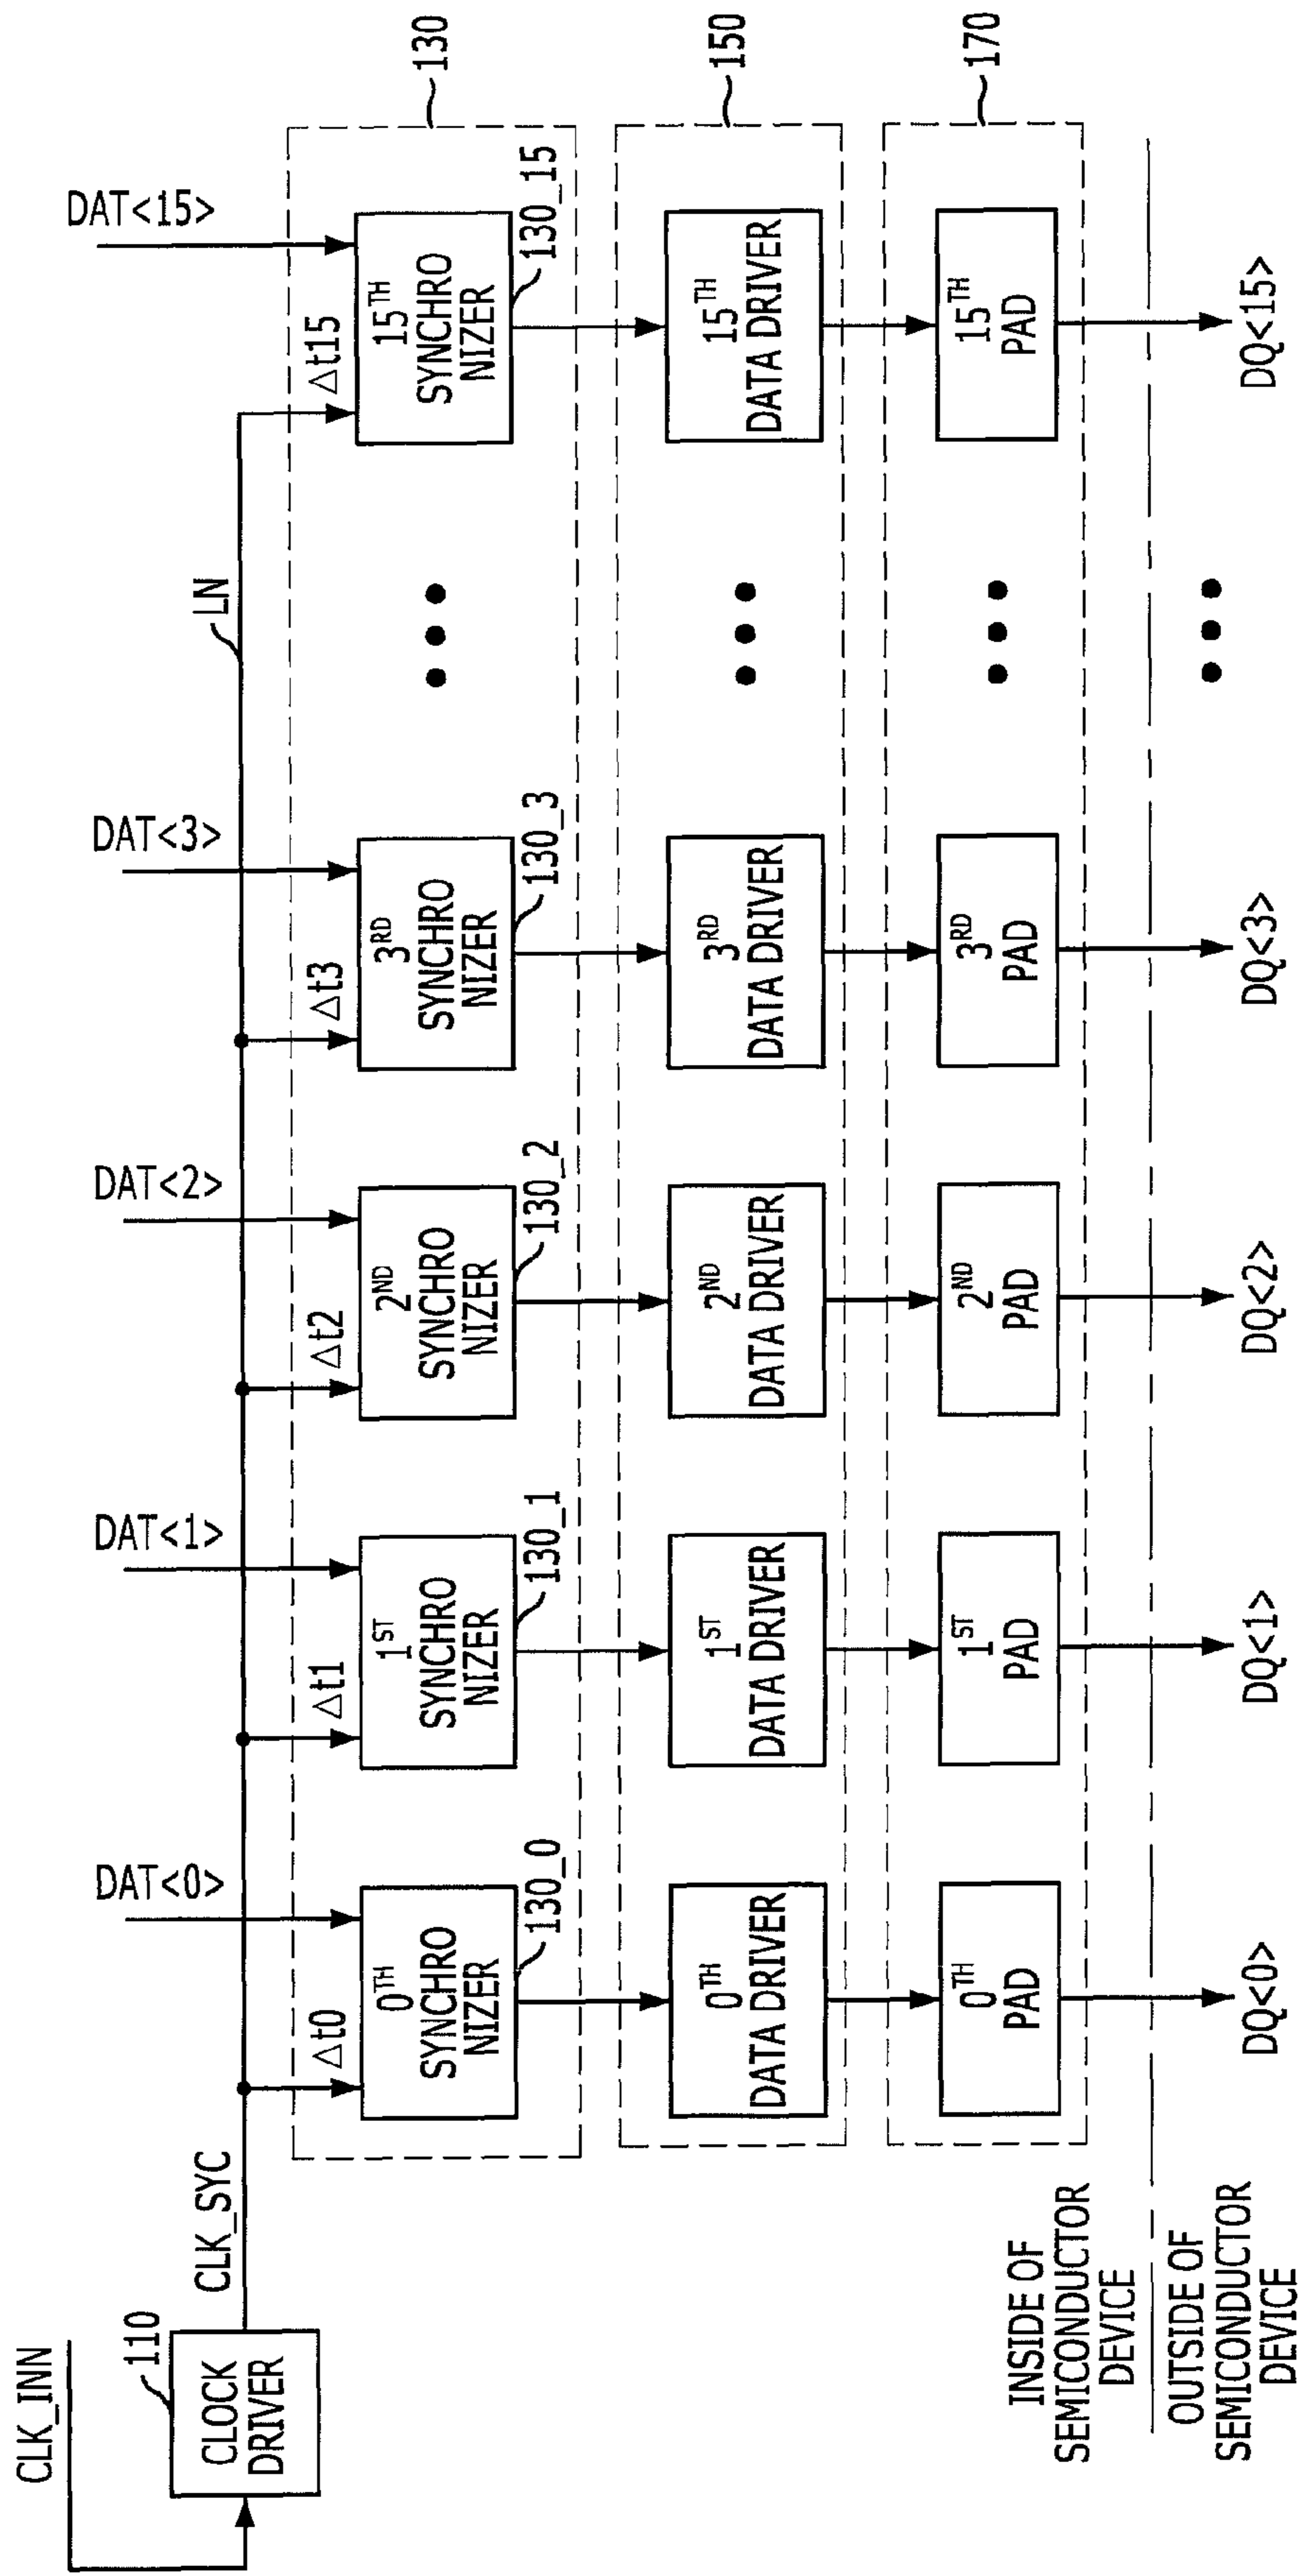 CLK_INN
110
CLOCK
DRIVER
CLK_SYC
LN
DAT<0>
DAT<1>
DAT<2>
DAT<3>
DAT<15>
Δt0
Δt1
Δt2
Δt3
Δt15
130
0TH
SYNCHRO
NIZER
130_0
1ST
SYNCHRO
NIZER
130_1
2ND
SYNCHRO
NIZER
130_2
3RD
SYNCHRO
NIZER
130_3
15TH
SYNCHRO
NIZER
130_15
150
0TH
DATA DRIVER
1ST
DATA DRIVER
2ND
DATA DRIVER
3RD
DATA DRIVER
15TH
DATA DRIVER
170
0TH
PAD
1ST
PAD
2ND
PAD
3RD
PAD
15TH
PAD
INSIDE OF
SEMICONDUCTOR
DEVICE
OUTSIDE OF
SEMICONDUCTOR
DEVICE
DQ<0>
DQ<1>
DQ<2>
DQ<3>
DQ<15>